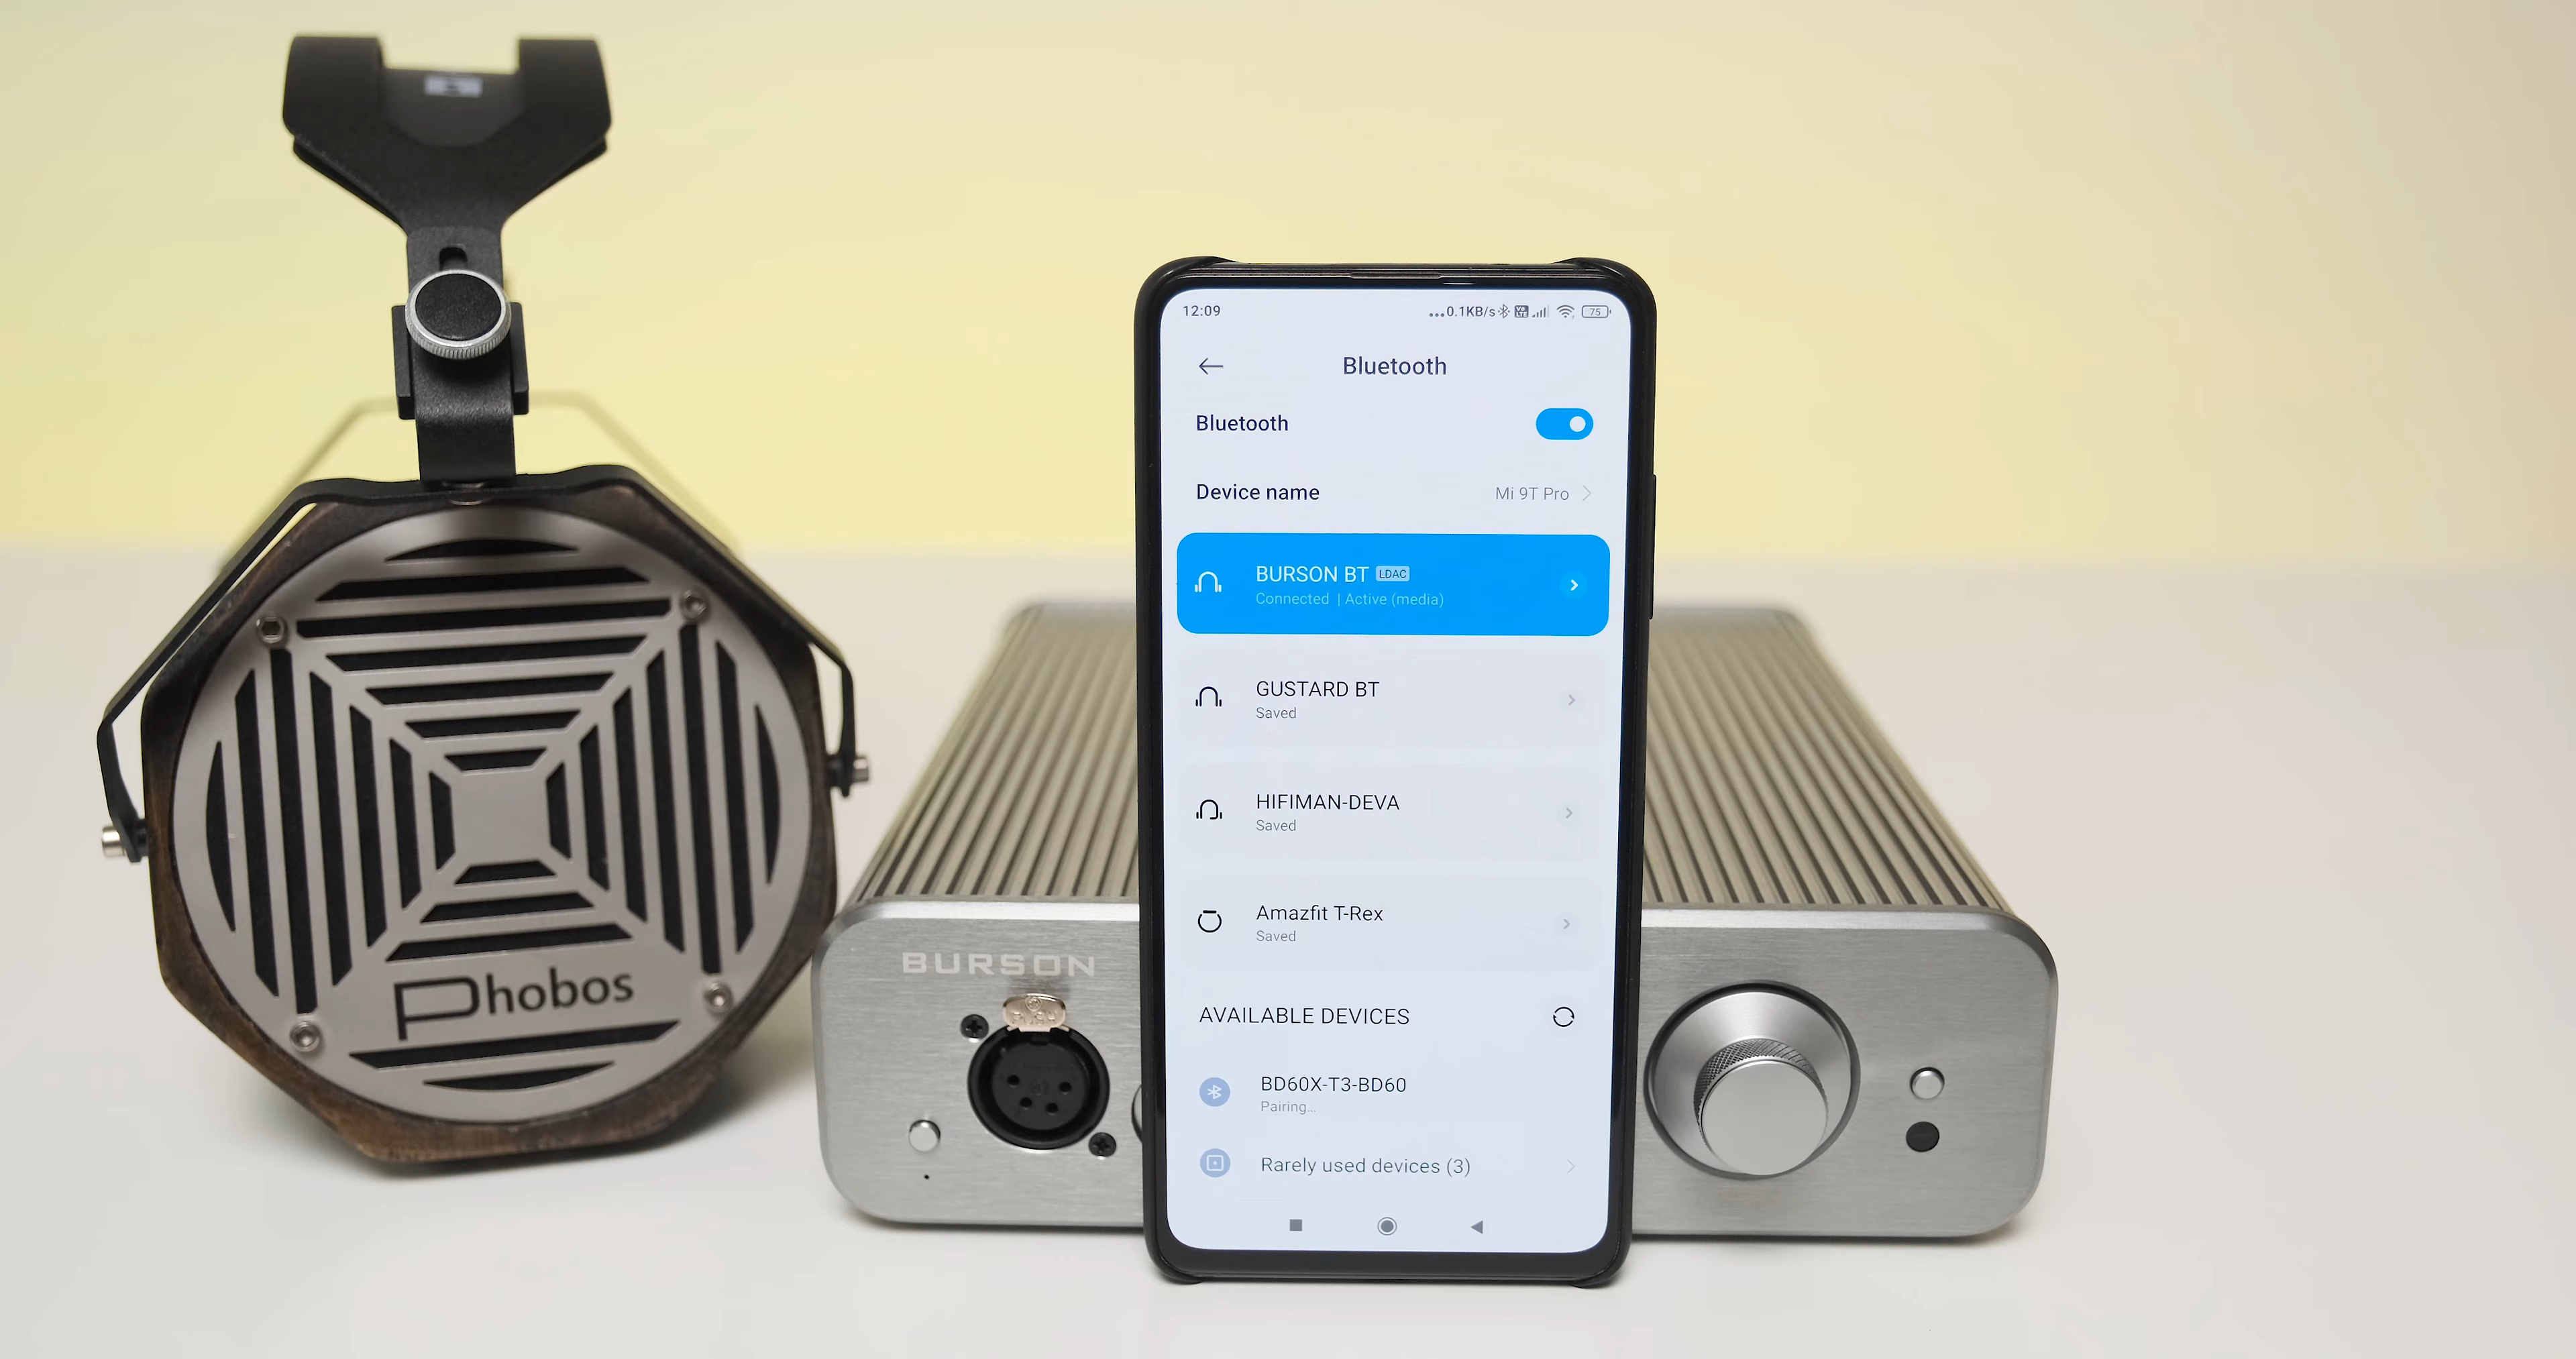 12:09
...0.1KB/s
75
Bluetooth
Bluetooth
Device name
Mi 9T Pro
BURSON BT LDAC
Connected | Active (media)
GUSTARD BT
Saved
HIFIMAN-DEVA
Saved
Amazfit T-Rex
Saved
AVAILABLE DEVICES
BD60X-T3-BD60
Pairing...
Rarely used devices (3)
BURSON
Phobos